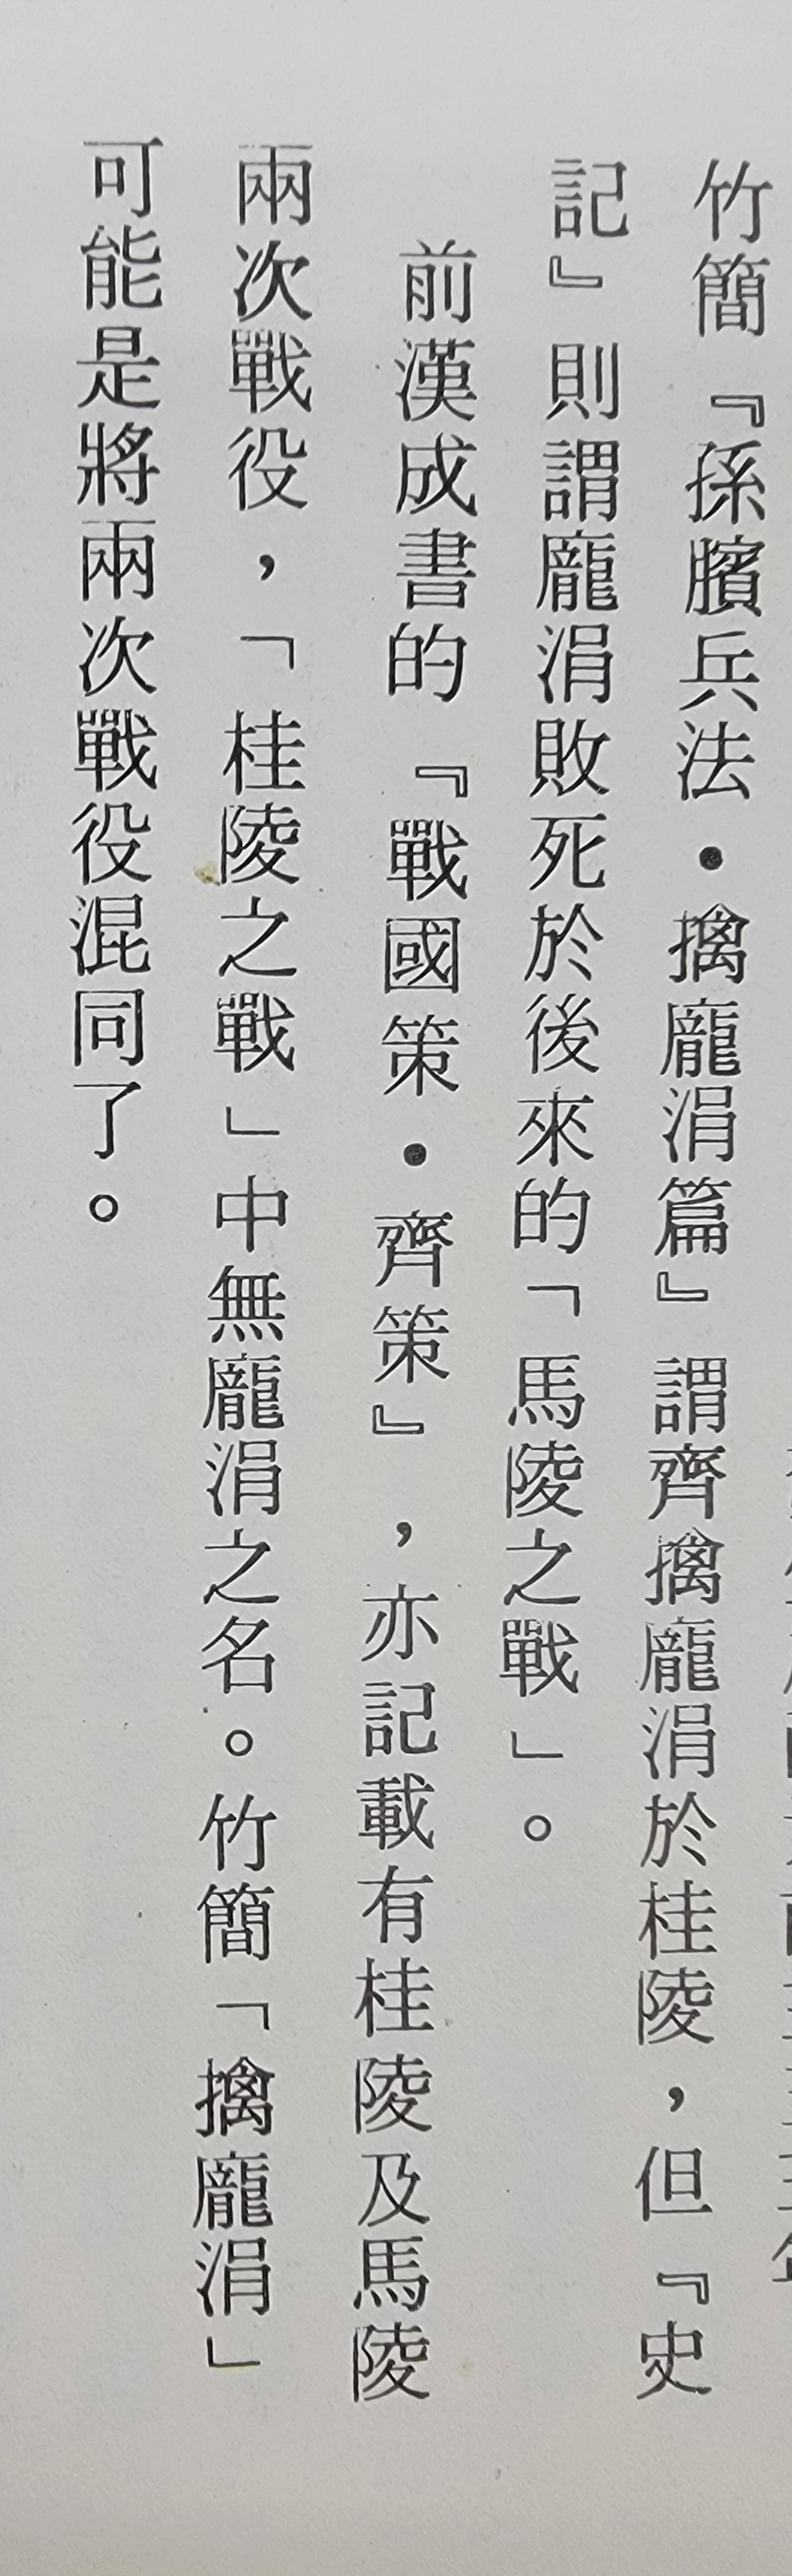 竹簡『孫臏兵法・擒龐涓篇』謂齊擒龐涓於桂陵，但『史
記』則謂龐涓敗死於後來的「馬陵之戰」。
前漢成書的『戰國策・齊策』，亦記載有桂陵及馬陵
兩次戰役，「桂陵之戰」中無龐涓之名。竹簡「擒龐涓」
可能是將兩次戰役混同了。